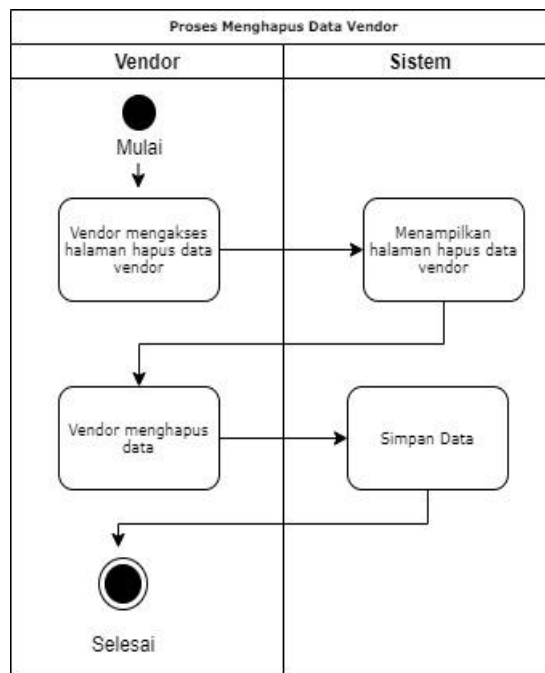 Proses Menghapus Data Vendor
Vendor
Sistem
Mulai
Vendor mengakses
halaman hapus data
vendor
Menampilkan
halaman hapus data
vendor
Vendor menghapus
data
Simpan Data
Selesai